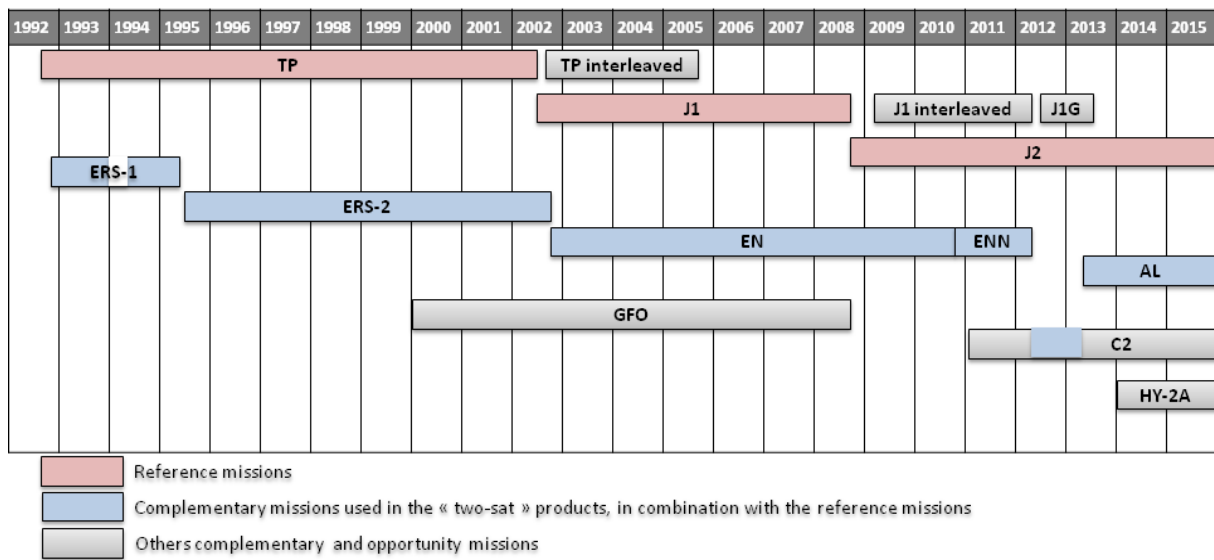 1992 1993 1994 1995 1996 1997 1998 1999 2000 2001 2002 2003 2004 2005 2006 2007 2008 2009 2010 2011 2012 2013 2014 2015
TP TP interleaved
J1 J1 interleaved J1G
J2
ERS-1
ERS-2
EN ENN
AL
GFO
C2
HY-2A
Reference missions
Complementary missions used in the « two-sat » products, in combination with the reference missions
Others complementary and opportunity missions